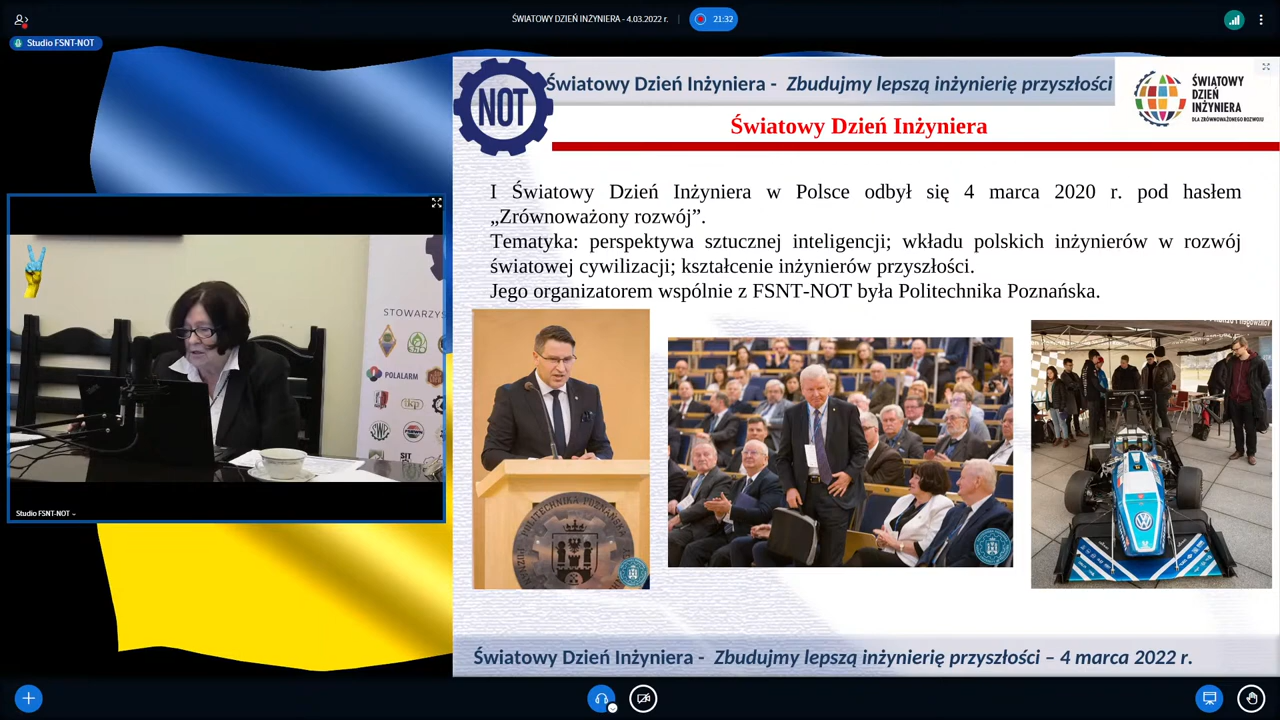 ŚWIATOWY DZIEŃ INŻYNIERA - 4.03.2022 r.
21:32
Studio FSNT-NOT
NOT
Światowy Dzień Inżyniera - Zbudujmy lepszą inżynierię przyszłości
ŚWIATOWY
DZIEŃ
INŻYNIERA
DLA ZRÓWNOWAŻONEGO ROZWOJU
Światowy Dzień Inżyniera
I Światowy Dzień Inżyniera w Polsce odbył się 4 marca 2020 r. pod hasłem
„Zrównoważony rozwój”.
Tematyka: perspektywa sztucznej inteligencji; wkładu polskich inżynierów w rozwój
światowej cywilizacji; kształcenie inżynierów przyszłości.
Jego organizatorem wspólnie z FSNT-NOT była Politechnika Poznańska.
STOWARZYS
POLALARM
tkp
SIT
Studio FSNT-NOT
VW
Światowy Dzień Inżyniera - Zbudujmy lepszą inżynierię przyszłości – 4 marca 2022 r.